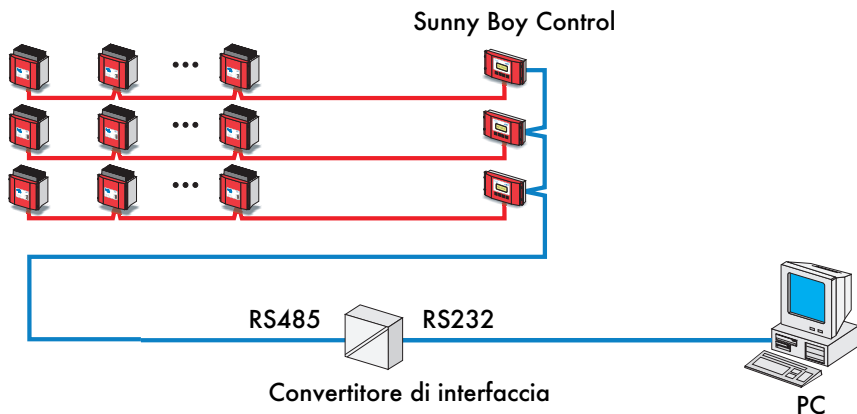 Sunny Boy Control
RS485
RS232
Convertitore di interfaccia
PC